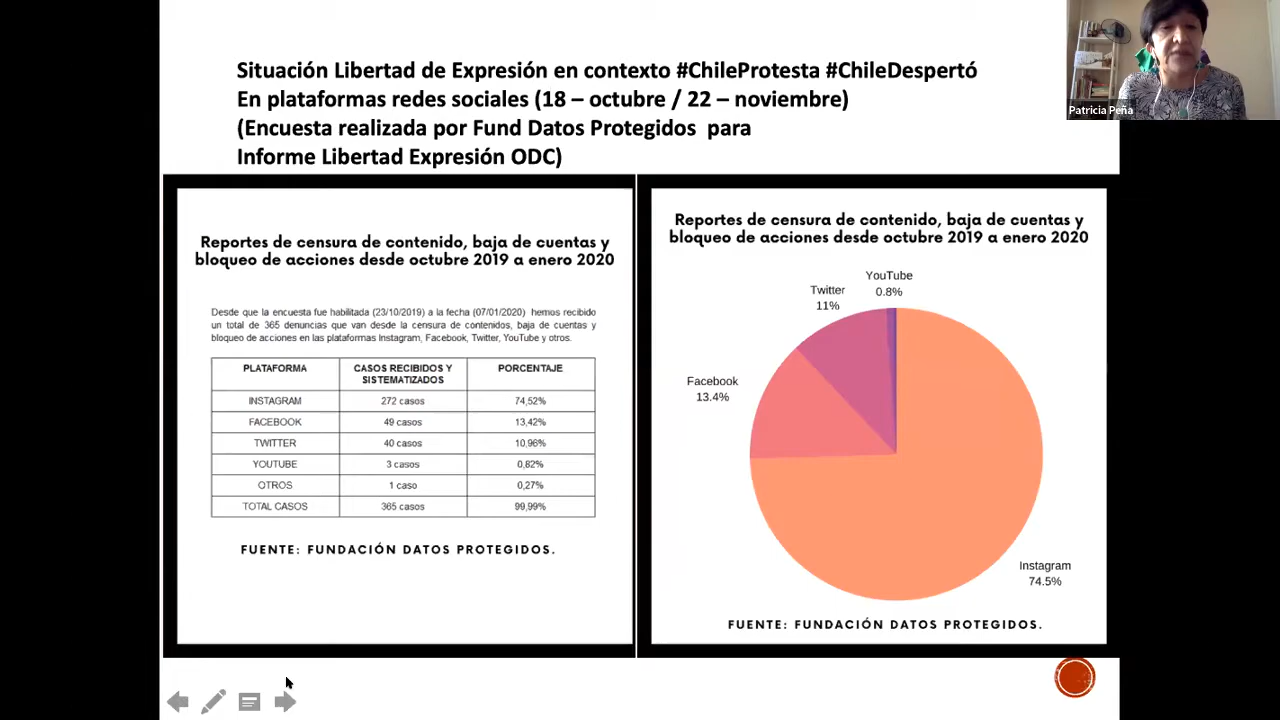 Situación Libertad de Expresión en contexto #ChileProtesta #ChileDespertó
En plataformas redes sociales (18 – octubre / 22 – noviembre)
(Encuesta realizada por Fund Datos Protegidos para
Informe Libertad Expresión ODC)
Patricia Peña
Reportes de censura de contenido, baja de cuentas y
bloqueo de acciones desde octubre 2019 a enero 2020
Desde que la encuesta fue habilitada (23/10/2019) a la fecha (07/01/2020) hemos recibido
un total de 365 denuncias que van desde la censura de contenidos, baja de cuentas y
bloqueo de acciones en las plataformas Instagram, Facebook, Twitter, YouTube y otros.
PLATAFORMA CASOS RECIBIDOS Y SISTEMATIZADOS PORCENTAJE
INSTAGRAM 272 casos 74,52%
FACEBOOK 49 casos 13,42%
TWITTER 40 casos 10,96%
YOUTUBE 3 casos 0,82%
OTROS 1 caso 0,27%
TOTAL CASOS 365 casos 99,99%
FUENTE: FUNDACIÓN DATOS PROTEGIDOS.
Reportes de censura de contenido, baja de cuentas y
bloqueo de acciones desde octubre 2019 a enero 2020
YouTube
0.8%
Twitter
11%
Facebook
13.4%
Instagram
74.5%
FUENTE: FUNDACIÓN DATOS PROTEGIDOS.